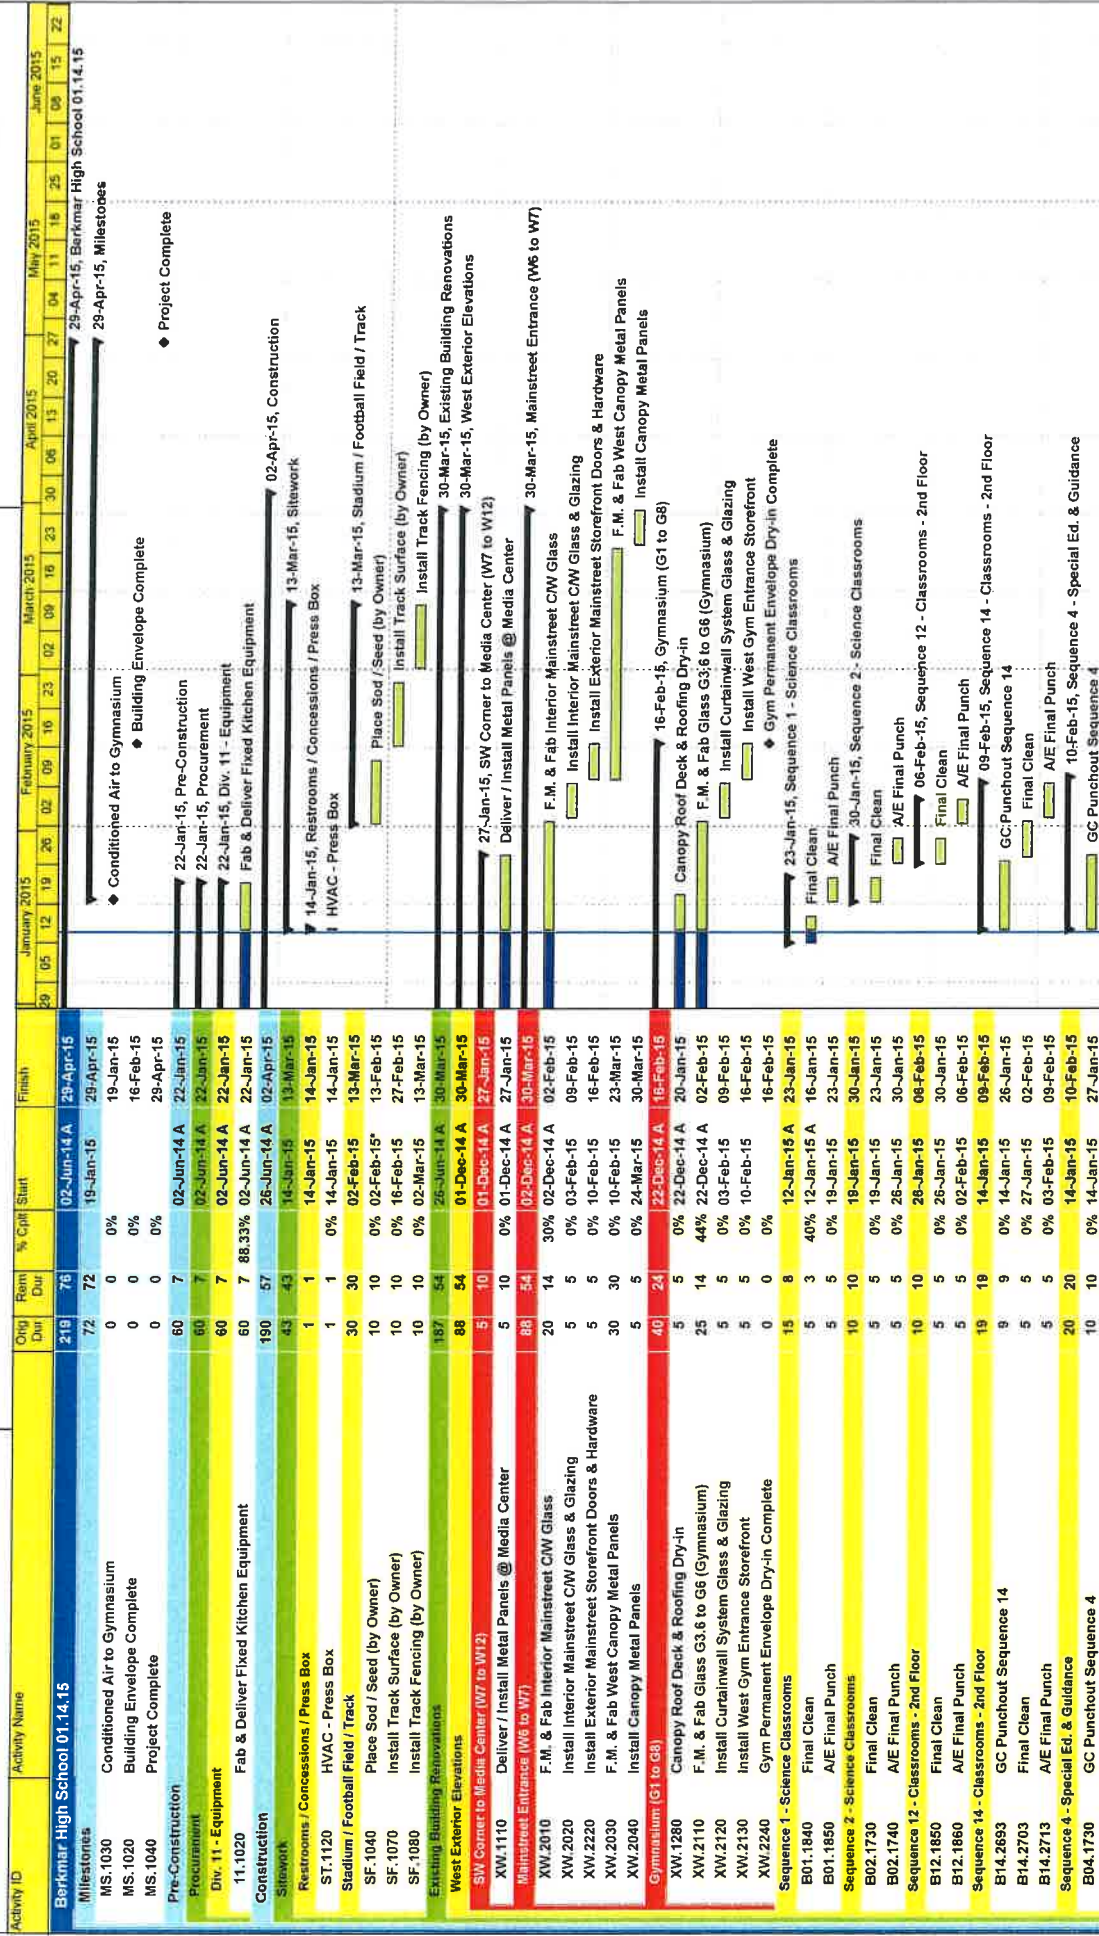 Activity ID Activity Name Orig Dur Rem Dur % Cplt Start Finish
January 2015 February 2015 March 2015 April 2015 May 2015 June 2015
29 05 12 19 26 02 09 16 23 02 09 16 23 30 06 13 20 27 04 11 18 25 01 08 15 22
Berkmar High School 01.14.15 219 76 02-Jun-14 A 29-Apr-15 29-Apr-15, Berkmar High School 01.14.15
Milestones 72 72 19-Jan-15 29-Apr-15 29-Apr-15, Milestones
MS.1030 Conditioned Air to Gymnasium 0 0 0% 19-Jan-15 Conditioned Air to Gymnasium
MS.1020 Building Envelope Complete 0 0 0% 16-Feb-15 Building Envelope Complete
MS.1040 Project Complete 0 0 0% 29-Apr-15 Project Complete
Pre-Construction 60 7 02-Jun-14 A 22-Jan-15 22-Jan-15, Pre-Construction
Procurement 60 7 02-Jun-14 A 22-Jan-15 22-Jan-15, Procurement
Div. 11 - Equipment 60 7 02-Jun-14 A 22-Jan-15 22-Jan-15, Div. 11 - Equipment
11.1020 Fab & Deliver Fixed Kitchen Equipment 60 7 88.33% 02-Jun-14 A 22-Jan-15 Fab & Deliver Fixed Kitchen Equipment
Construction 190 57 26-Jun-14 A 02-Apr-15 02-Apr-15, Construction
Sitework 43 43 14-Jan-15 13-Mar-15 13-Mar-15, Sitework
Restrooms / Concessions / Press Box 1 1 14-Jan-15 14-Jan-15 14-Jan-15, Restrooms / Concessions / Press Box
ST.1120 HVAC - Press Box 1 1 0% 14-Jan-15 14-Jan-15 HVAC - Press Box
Stadium / Football Field / Track 30 30 02-Feb-15 13-Mar-15 13-Mar-15, Stadium / Football Field / Track
SF.1040 Place Sod / Seed (by Owner) 10 10 0% 02-Feb-15* 13-Feb-15 Place Sod / Seed (by Owner)
SF.1070 Install Track Surface (by Owner) 10 10 0% 16-Feb-15 27-Feb-15 Install Track Surface (by Owner)
SF.1080 Install Track Fencing (by Owner) 10 10 0% 02-Mar-15 13-Mar-15 Install Track Fencing (by Owner)
Existing Building Renovations 187 54 26-Jun-14 A 30-Mar-15 30-Mar-15, Existing Building Renovations
West Exterior Elevations 88 54 01-Dec-14 A 30-Mar-15 30-Mar-15, West Exterior Elevations
SW Corner to Media Center (W7 to W12) 5 10 01-Dec-14 A 27-Jan-15 27-Jan-15, SW Corner to Media Center (W7 to W12)
XW.1110 Deliver / Install Metal Panels @ Media Center 5 10 0% 01-Dec-14 A 27-Jan-15 Deliver / Install Metal Panels @ Media Center
Mainstreet Entrance (W6 to W7) 88 54 02-Dec-14 A 30-Mar-15 30-Mar-15, Mainstreet Entrance (W6 to W7)
XW.2010 F.M. & Fab Interior Mainstreet C/W Glass 20 14 30% 02-Dec-14 A 02-Feb-15 F.M. & Fab Interior Mainstreet C/W Glass
XW.2020 Install Interior Mainstreet C/W Glass & Glazing 5 5 0% 03-Feb-15 09-Feb-15 Install Interior Mainstreet C/W Glass & Glazing
XW.2220 Install Exterior Mainstreet Storefront Doors & Hardware 5 5 0% 10-Feb-15 16-Feb-15 Install Exterior Mainstreet Storefront Doors & Hardware
XW.2030 F.M. & Fab West Canopy Metal Panels 30 30 0% 10-Feb-15 23-Mar-15 F.M. & Fab West Canopy Metal Panels
XW.2040 Install Canopy Metal Panels 5 5 0% 24-Mar-15 30-Mar-15 Install Canopy Metal Panels
Gymnasium (G1 to G8) 40 24 22-Dec-14 A 16-Feb-15 16-Feb-15, Gymnasium (G1 to G8)
XW.1280 Canopy Roof Deck & Roofing Dry-in 5 5 0% 22-Dec-14 A 20-Jan-15 Canopy Roof Deck & Roofing Dry-in
XW.2110 F.M. & Fab Glass G3.6 to G6 (Gymnasium) 25 14 44% 22-Dec-14 A 02-Feb-15 F.M. & Fab Glass G3.6 to G6 (Gymnasium)
XW.2120 Install Curtainwall System Glass & Glazing 5 5 0% 03-Feb-15 09-Feb-15 Install Curtainwall System Glass & Glazing
XW.2130 Install West Gym Entrance Storefront 5 5 0% 10-Feb-15 16-Feb-15 Install West Gym Entrance Storefront
XW.2240 Gym Permanent Envelope Dry-in Complete 0 0 0% 16-Feb-15 Gym Permanent Envelope Dry-in Complete
Sequence 1 - Science Classrooms 15 8 12-Jan-15 A 23-Jan-15 23-Jan-15, Sequence 1 - Science Classrooms
B01.1840 Final Clean 5 3 40% 12-Jan-15 A 16-Jan-15 Final Clean
B01.1850 A/E Final Punch 5 5 0% 19-Jan-15 23-Jan-15 A/E Final Punch
Sequence 2 - Science Classrooms 10 10 19-Jan-15 30-Jan-15 30-Jan-15, Sequence 2 - Science Classrooms
B02.1730 Final Clean 5 5 0% 19-Jan-15 23-Jan-15 Final Clean
B02.1740 A/E Final Punch 5 5 0% 26-Jan-15 30-Jan-15 A/E Final Punch
Sequence 12 - Classrooms - 2nd Floor 10 10 26-Jan-15 06-Feb-15 06-Feb-15, Sequence 12 - Classrooms - 2nd Floor
B12.1850 Final Clean 5 5 0% 26-Jan-15 30-Jan-15 Final Clean
B12.1860 A/E Final Punch 5 5 0% 02-Feb-15 06-Feb-15 A/E Final Punch
Sequence 14 - Classrooms - 2nd Floor 19 19 14-Jan-15 09-Feb-15 09-Feb-15, Sequence 14 - Classrooms - 2nd Floor
B14.2693 GC Punchout Sequence 14 9 9 0% 14-Jan-15 26-Jan-15 GC Punchout Sequence 14
B14.2703 Final Clean 5 5 0% 27-Jan-15 02-Feb-15 Final Clean
B14.2713 A/E Final Punch 5 5 0% 03-Feb-15 09-Feb-15 A/E Final Punch
Sequence 4 - Special Ed. & Guidance 20 20 14-Jan-15 10-Feb-15 10-Feb-15, Sequence 4 - Special Ed. & Guidance
B04.1730 GC Punchout Sequence 4 10 10 0% 14-Jan-15 27-Jan-15 GC Punchout Sequence 4